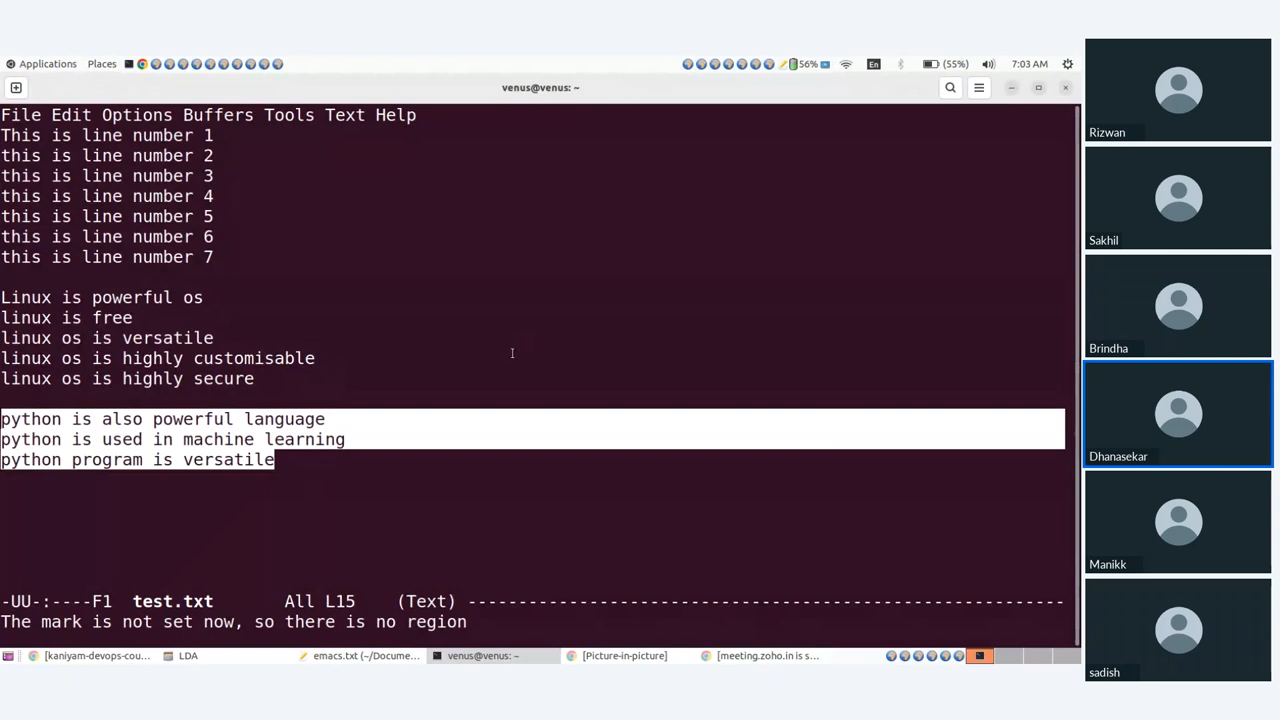 Applications Places
56%
En
(55%)
7:03 AM
venus@venus: ~
File Edit Options Buffers Tools Text Help
This is line number 1
this is line number 2
this is line number 3
this is line number 4
this is line number 5
this is line number 6
this is line number 7
Linux is powerful os
linux is free
linux os is versatile
linux os is highly customisable
linux os is highly secure
python is also powerful language
python is used in machine learning
python program is versatile
-UU-:----F1 test.txt All L15 (Text) -----------------------------------------------------------
The mark is not set now, so there is no region
[kaniyam-devops-cou...
LDA
emacs.txt (~/Docume...
venus@venus: ~
[Picture-in-picture]
[meeting.zoho.in is s...
Rizwan
Sakhil
Brindha
Dhanasekar
Manikk
sadish